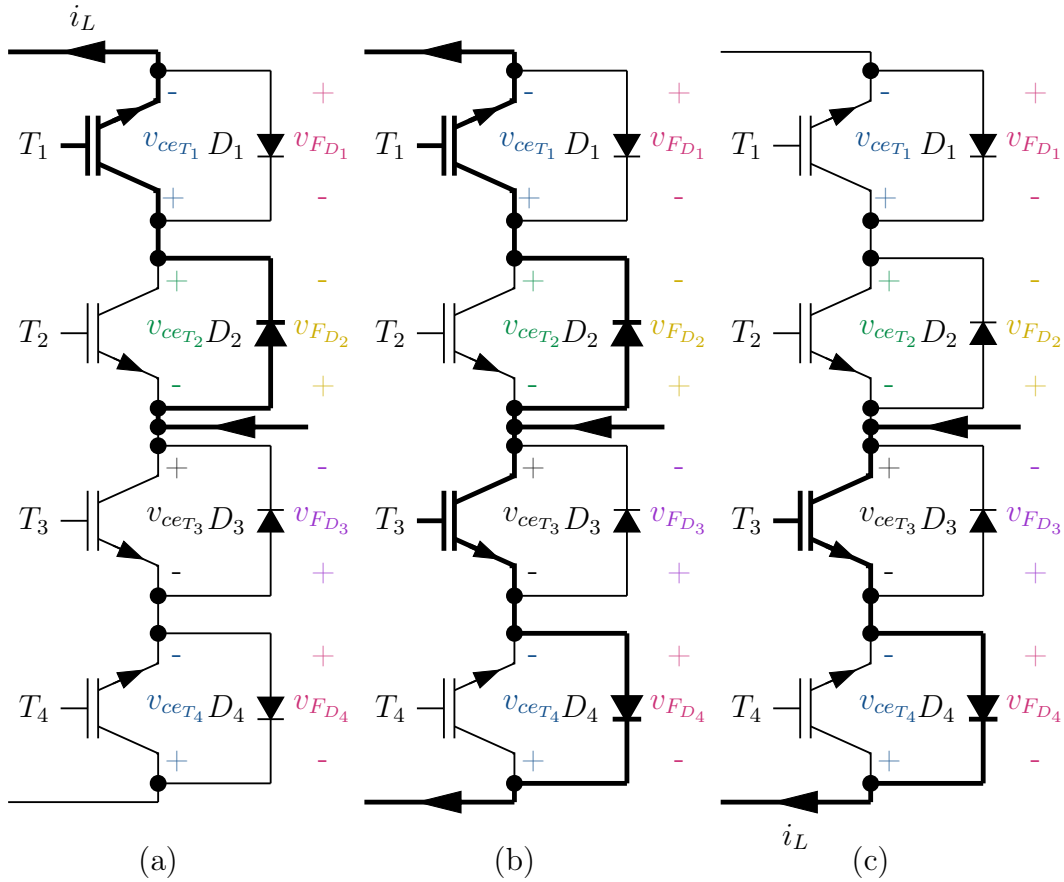 i_L
- + - + - +
T_1 v_{ce_{T_1}} D_1 v_{F_{D_1}} T_1 v_{ce_{T_1}} D_1 v_{F_{D_1}} T_1 v_{ce_{T_1}} D_1 v_{F_{D_1}}
+ - + - + -
+ - + - + -
T_2 v_{ce_{T_2}} D_2 v_{F_{D_2}} T_2 v_{ce_{T_2}} D_2 v_{F_{D_2}} T_2 v_{ce_{T_2}} D_2 v_{F_{D_2}}
- + - + - +
+ - + - + -
T_3 v_{ce_{T_3}} D_3 v_{F_{D_3}} T_3 v_{ce_{T_3}} D_3 v_{F_{D_3}} T_3 v_{ce_{T_3}} D_3 v_{F_{D_3}}
- + - + - +
- + - + - +
T_4 v_{ce_{T_4}} D_4 v_{F_{D_4}} T_4 v_{ce_{T_4}} D_4 v_{F_{D_4}} T_4 v_{ce_{T_4}} D_4 v_{F_{D_4}}
+ - + - + -
i_L
(a) (b) (c)